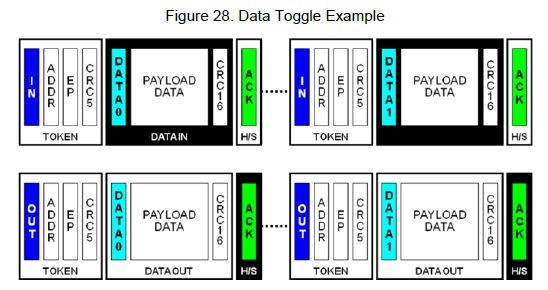 Figure 28. Data Toggle Example
IN ADDR EP CRC5 DATA0 PAYLOAD DATA CRC16 ACK IN ADDR EP CRC5 DATA1 PAYLOAD DATA CRC16 ACK
TOKEN DATA IN H/S TOKEN H/S
OUT ADDR EP CRC5 DATA0 PAYLOAD DATA CRC16 ACK OUT ADDR EP CRC5 DATA1 PAYLOAD DATA CRC16 ACK
TOKEN DATA OUT H/S TOKEN DATA OUT H/S